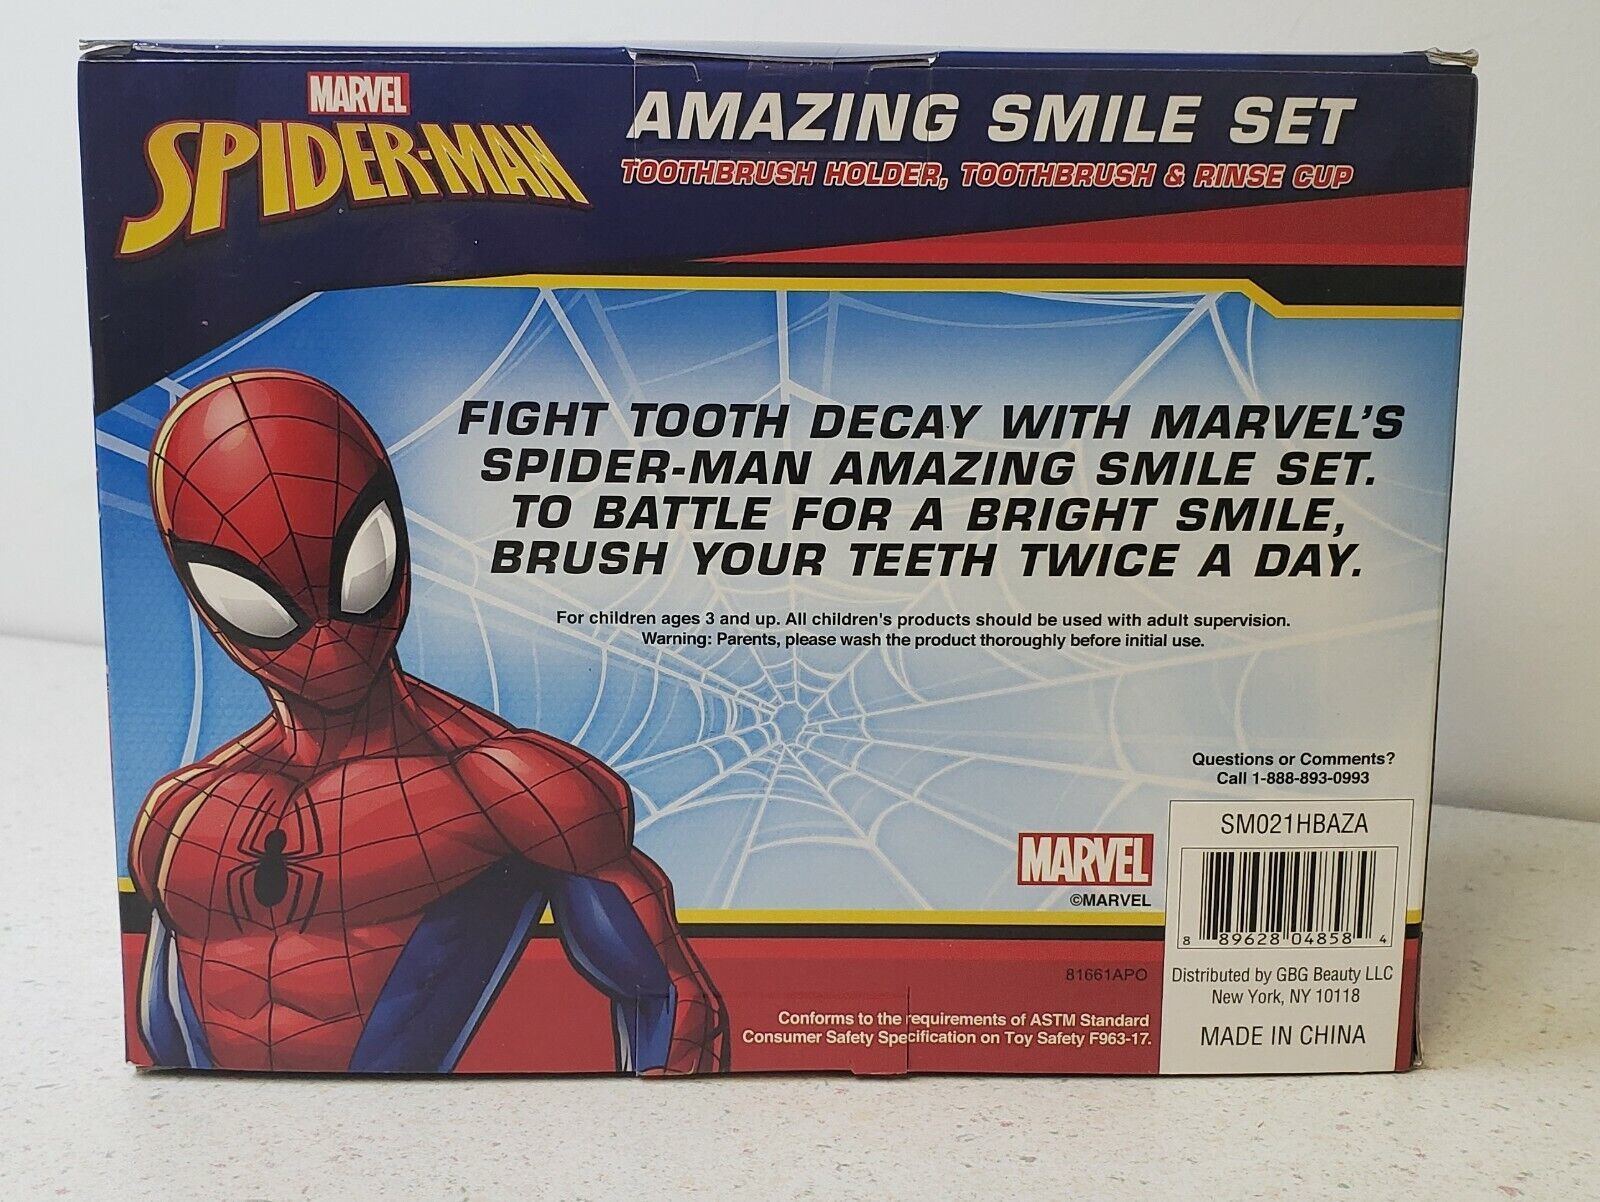 MARVEL
SPIDER-MAN
AMAZING SMILE SET
TOOTHBRUSH HOLDER, TOOTHBRUSH & RINSE CUP
FIGHT TOOTH DECAY WITH MARVEL'S
SPIDER-MAN AMAZING SMILE SET.
TO BATTLE FOR A BRIGHT SMILE,
BRUSH YOUR TEETH TWICE A DAY.
For children ages 3 and up. All children's products should be used with adult supervision.
Warning: Parents, please wash the product thoroughly before initial use.
Questions or Comments?
Call 1-888-893-0993
MARVEL
©MARVEL
SM021HBAZA
8 89628 04858 4
81661APO
Distributed by GBG Beauty LLC
New York, NY 10118
MADE IN CHINA
Conforms to the requirements of ASTM Standard
Consumer Safety Specification on Toy Safety F963-17.